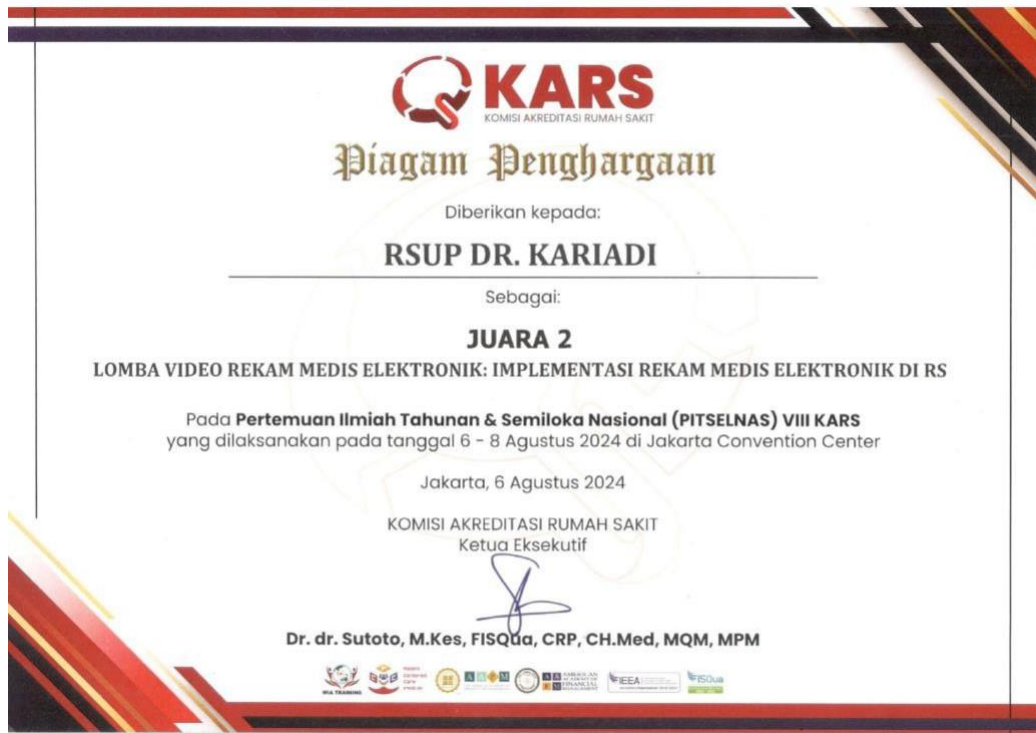 KARS
KOMISI AKREDITASI RUMAH SAKIT
Piagam Penghargaan
Diberikan kepada:
RSUP DR. KARIADI
Sebagai:
JUARA 2
LOMBA VIDEO REKAM MEDIS ELEKTRONIK: IMPLEMENTASI REKAM MEDIS ELEKTRONIK DI RS
Pada Pertemuan Ilmiah Tahunan & Semiloka Nasional (PITSELNAS) VIII KARS
yang dilaksanakan pada tanggal 6 - 8 Agustus 2024 di Jakarta Convention Center
Jakarta, 6 Agustus 2024
KOMISI AKREDITASI RUMAH SAKIT
Ketua Eksekutif
Dr. dr. Sutoto, M.Kes, FISQua, CRP, CH.Med, MQM, MPM
TRAINING
IEEA
ISQua